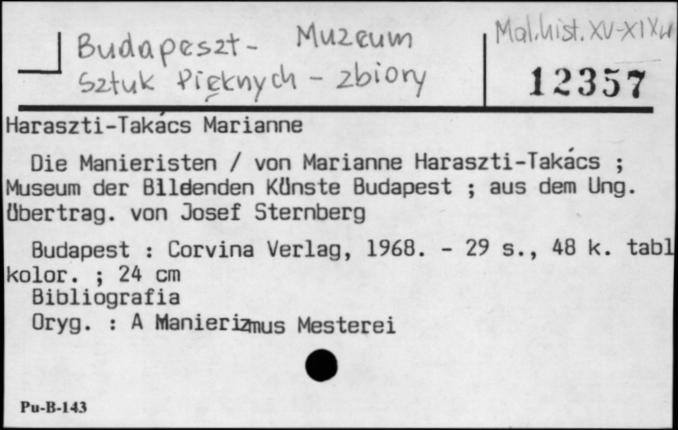 Budapeszt - Muzeum
Sztuk Pięknych - zbiory
Mal.hist. XV-XIXw
12357
Haraszti-Takács Marianne
Die Manieristen / von Marianne Haraszti-Takács ;
Museum der Bildenden Künste Budapest ; aus dem Ung.
Übertrag. von Josef Sternberg
Budapest : Corvina Verlag, 1968. - 29 s., 48 k. tabl
kolor. ; 24 cm
Bibliografia
Oryg. : A Manierizmus Mesterei
Pu-B-143